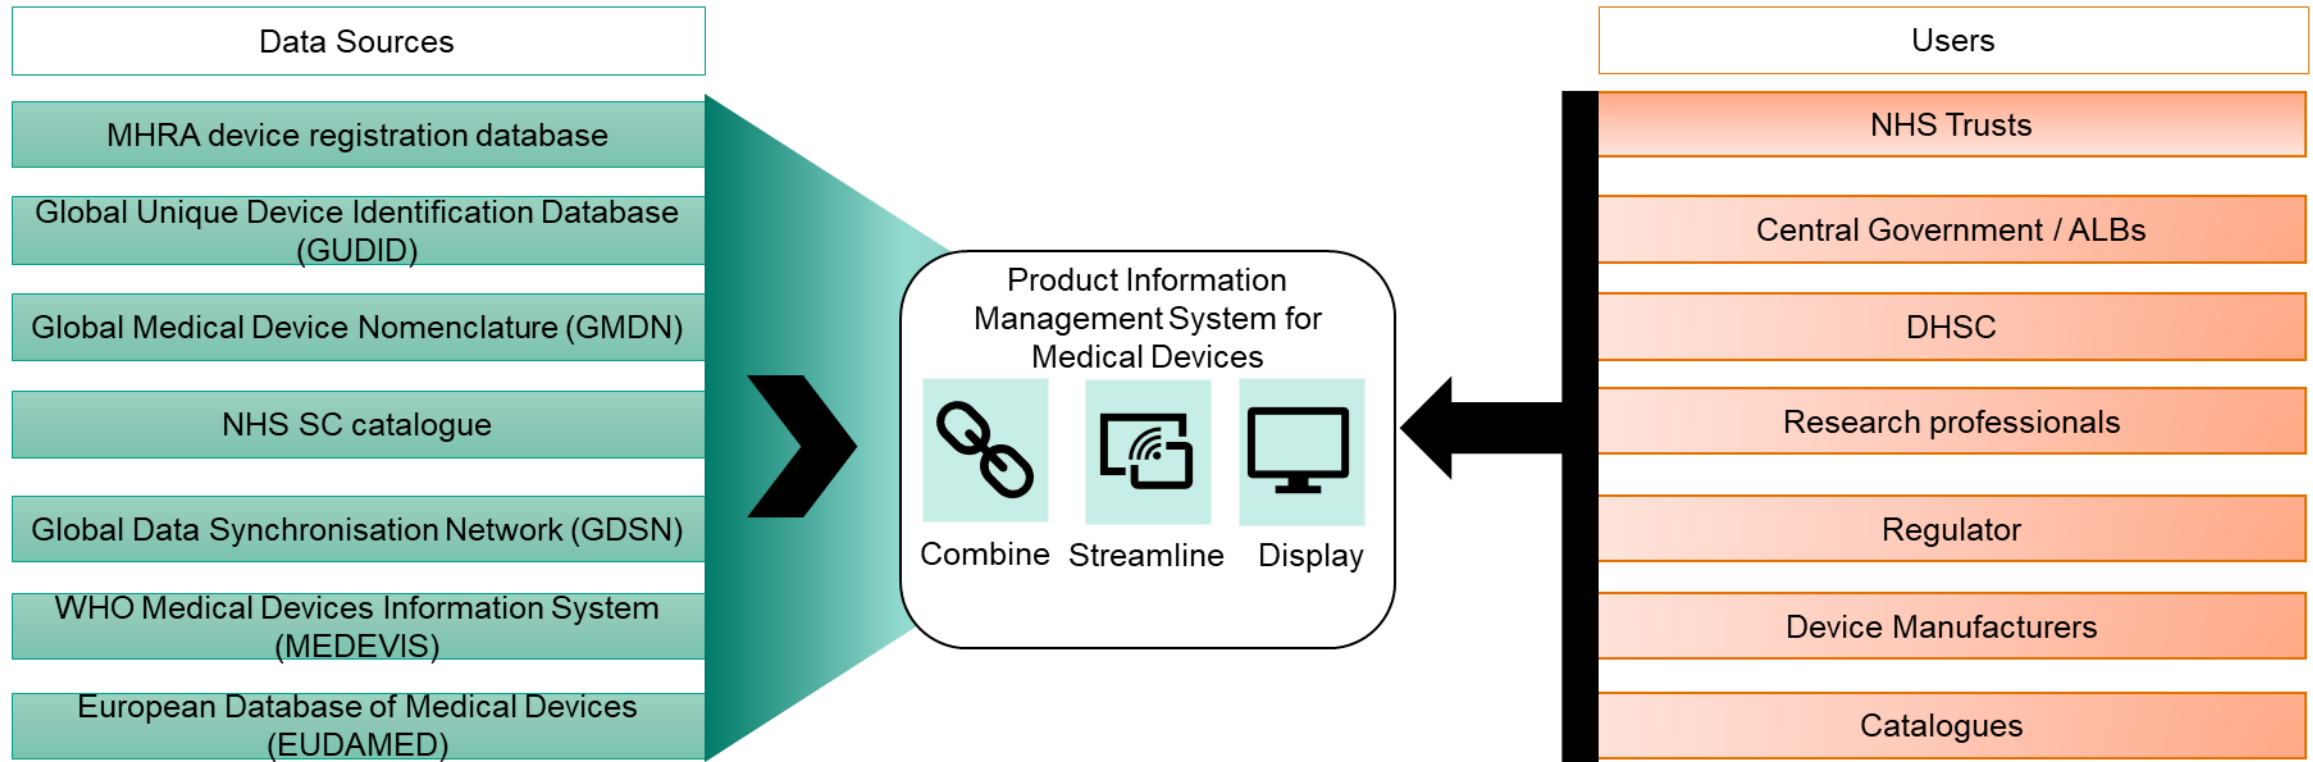 Data Sources
MHRA device registration database
Global Unique Device Identification Database
(GUDID)
Global Medical Device Nomenclature (GMDN)
NHS SC catalogue
Global Data Synchronisation Network (GDSN)
WHO Medical Devices Information System
(MEDEVIS)
European Database of Medical Devices
(EUDAMED)
Product Information
Management System for
Medical Devices
Combine Streamline Display
Users
NHS Trusts
Central Government / ALBs
DHSC
Research professionals
Regulator
Device Manufacturers
Catalogues